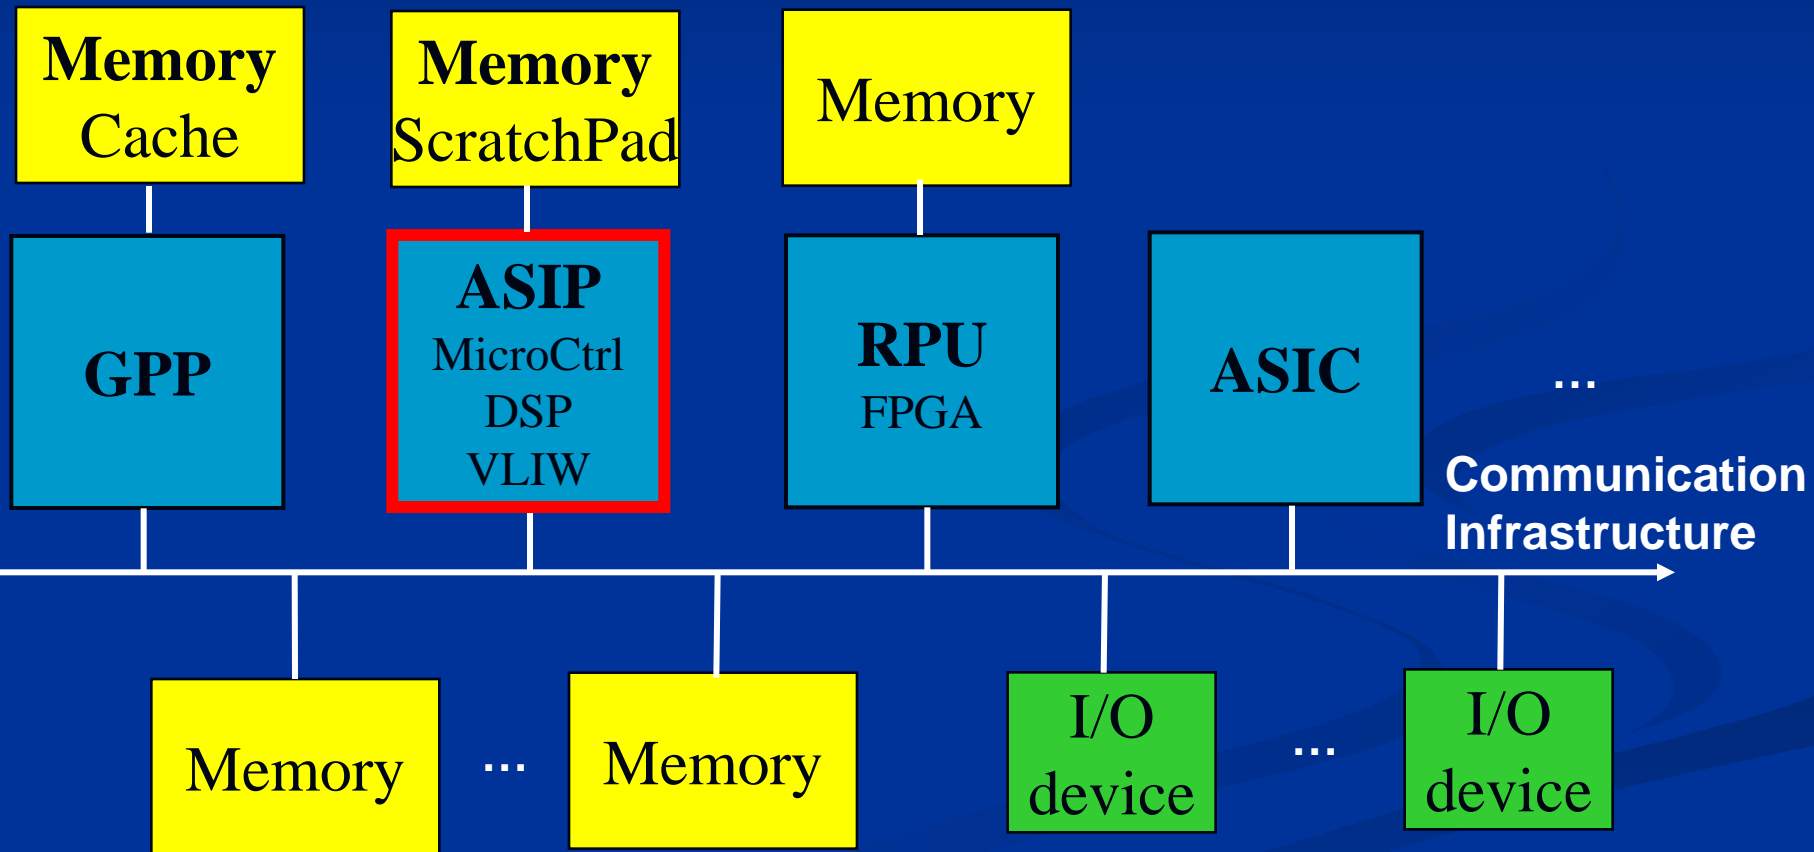 Memory
Cache
Memory
ScratchPad
Memory
GPP
ASIP
MicroCtrl
DSP
VLIW
RPU
FPGA
ASIC
...
Communication
Infrastructure
Memory
...
Memory
I/O
device
...
I/O
device